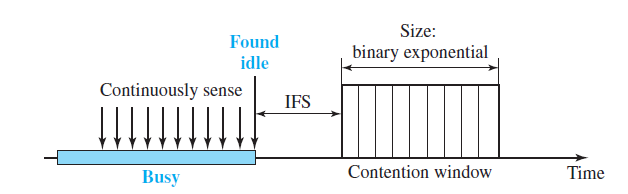 Size:
binary exponential
Found
idle
Continuously sense
IFS
Busy
Contention window
Time